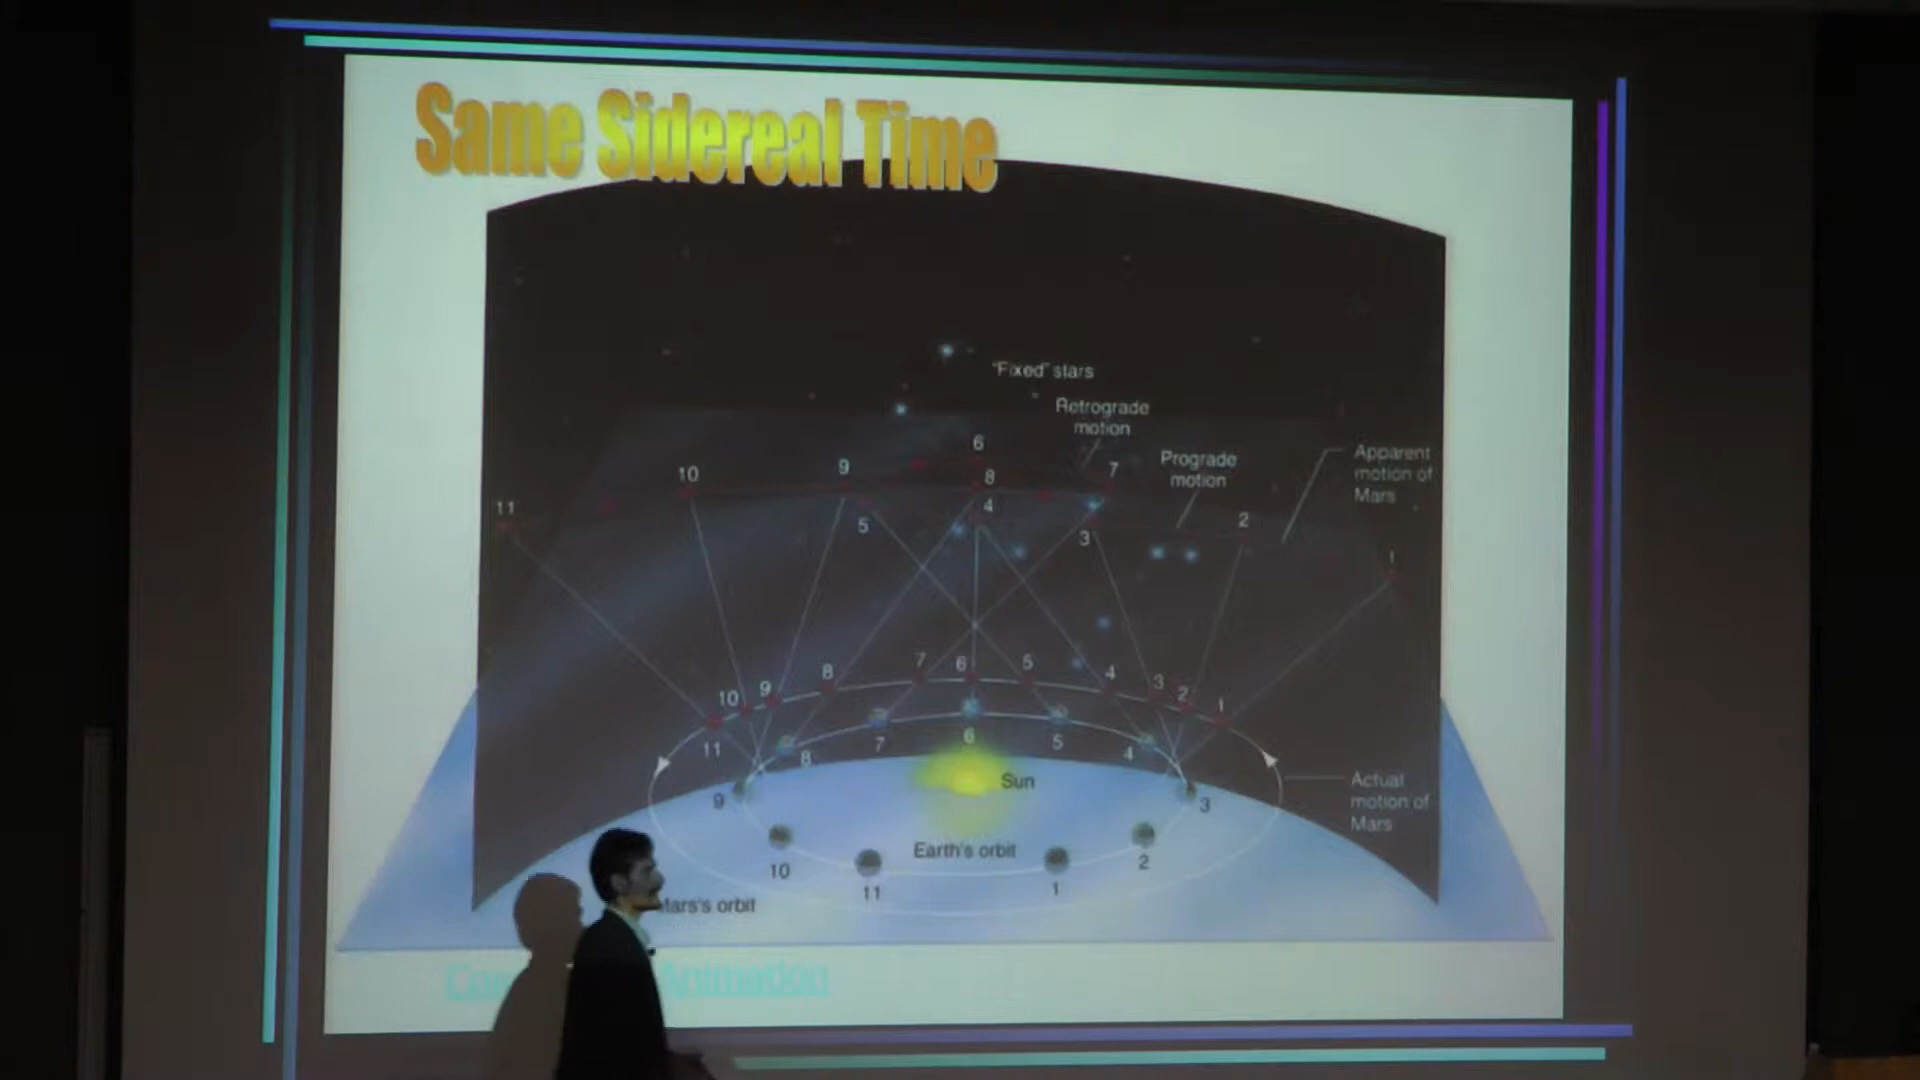 Same Sidereal Time
"Fixed" stars
Retrograde
motion
6
Prograde
motion
Apparent
motion of
Mars
10
9
8
7
11
5
4
3
2
1
7
6
5
8
4
10
9
3
2
1
11
8
7
6
5
4
Sun
9
3
Actual
motion of
Mars
10
Earth's orbit
2
11
1
Mars's orbit
Animation